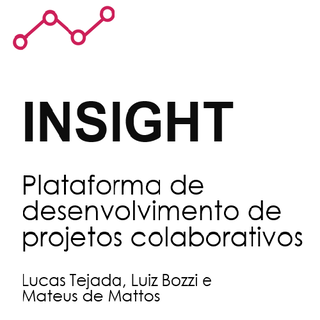 INSIGHT
Plataforma de
desenvolvimento de
projetos colaborativos
Lucas Tejada, Luiz Bozzi e
Mateus de Mattos